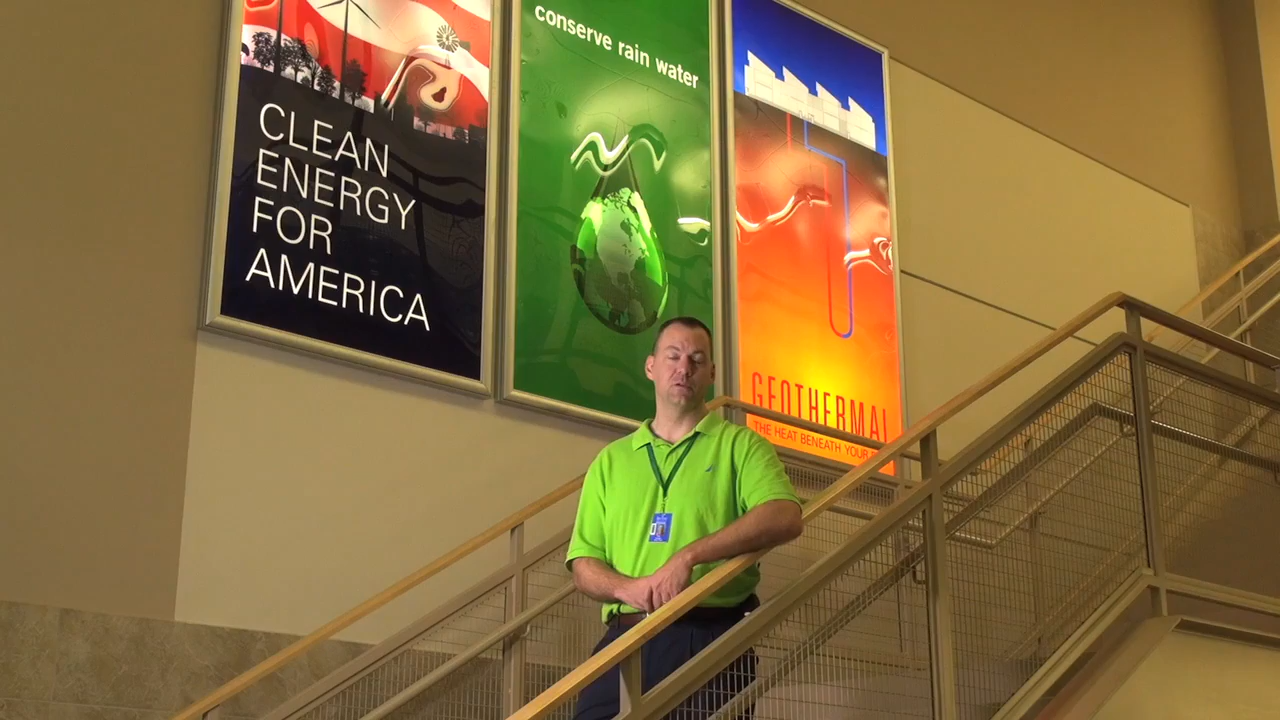 CLEAN
ENERGY
FOR
AMERICA
conserve rain water
GEOTHERMAL
THE HEAT BENEATH YOUR